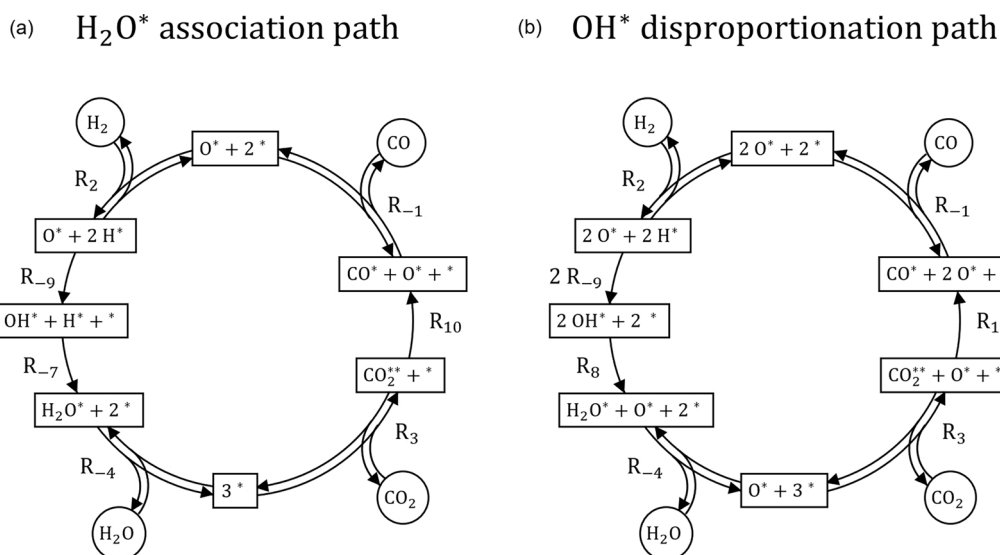 (a) H₂O* association path
H₂
O* + 2 *
CO
R₂
R₋₁
O* + 2 H*
CO* + O* + *
R₋₉
OH* + H* + *
R₁₀
R₋₇
CO₂** + *
H₂O* + 2*
R₃
R₋₄
3 *
CO₂
H₂O
(b) OH* disproportionation path
H₂
2 O* + 2 *
CO
R₂
R₋₁
2 O* + 2 H*
CO* + 2 O* +
2 R₋₉
2 OH* + 2 *
R₁
R₈
CO₂** + O* + *
H₂O* + O* + 2 *
R₃
R₋₄
O* + 3 *
CO₂
H₂O